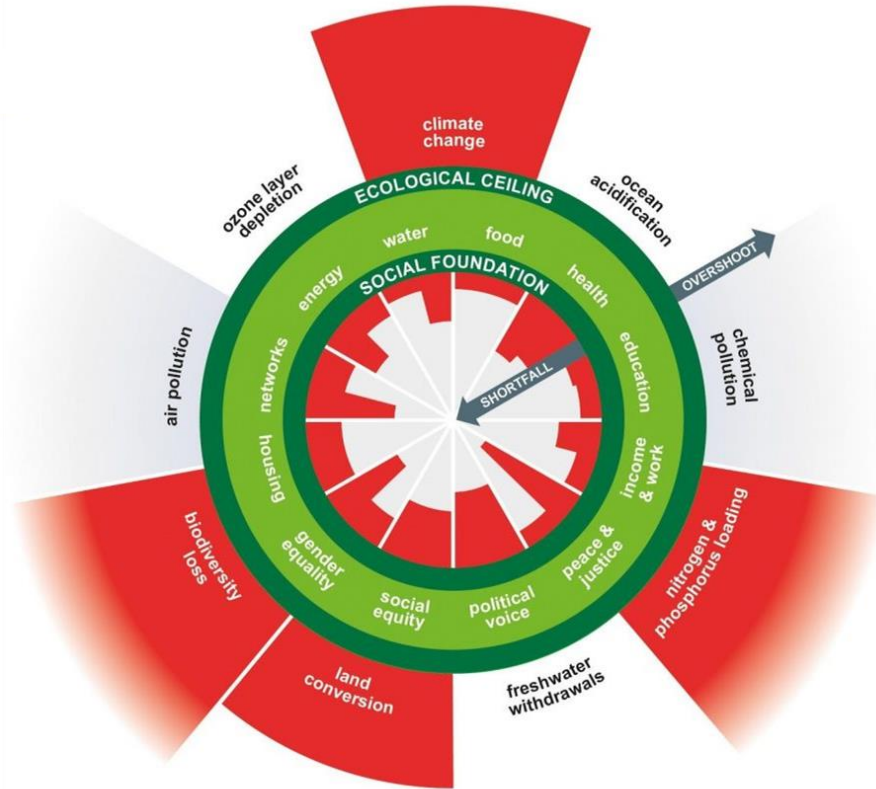 climate
change
ozone layer
depletion
ECOLOGICAL CEILING
ocean
acidification
water
food
OVERSHOOT
energy
SOCIAL FOUNDATION
health
air pollution
networks
SHORTFALL
education
chemical
pollution
housing
income
& work
biodiversity
loss
gender
equality
social
equity
political
voice
peace &
justice
nitrogen &
phosphorus loading
land
conversion
freshwater
withdrawals